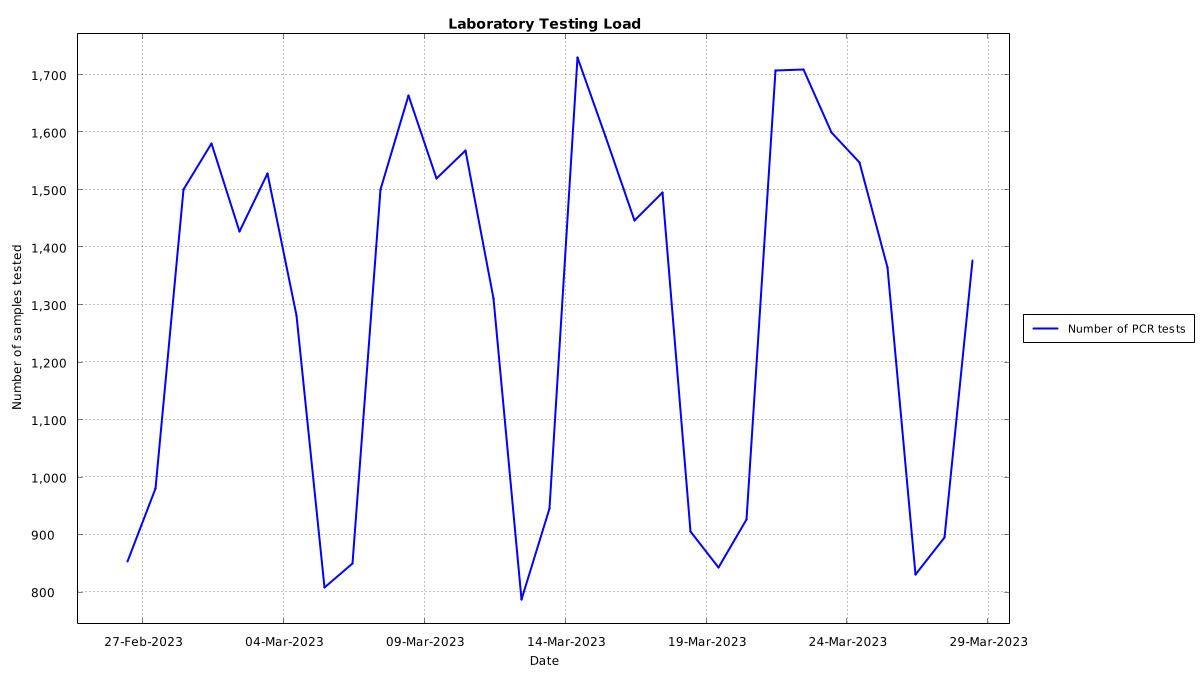 Laboratory Testing Load
1,700
1,600
1,500
1,400
1,300
1,200
1,100
1,000
900
800
Number of samples tested
27-Feb-2023 04-Mar-2023 09-Mar-2023 14-Mar-2023 19-Mar-2023 24-Mar-2023 29-Mar-2023
Date
Number of PCR tests